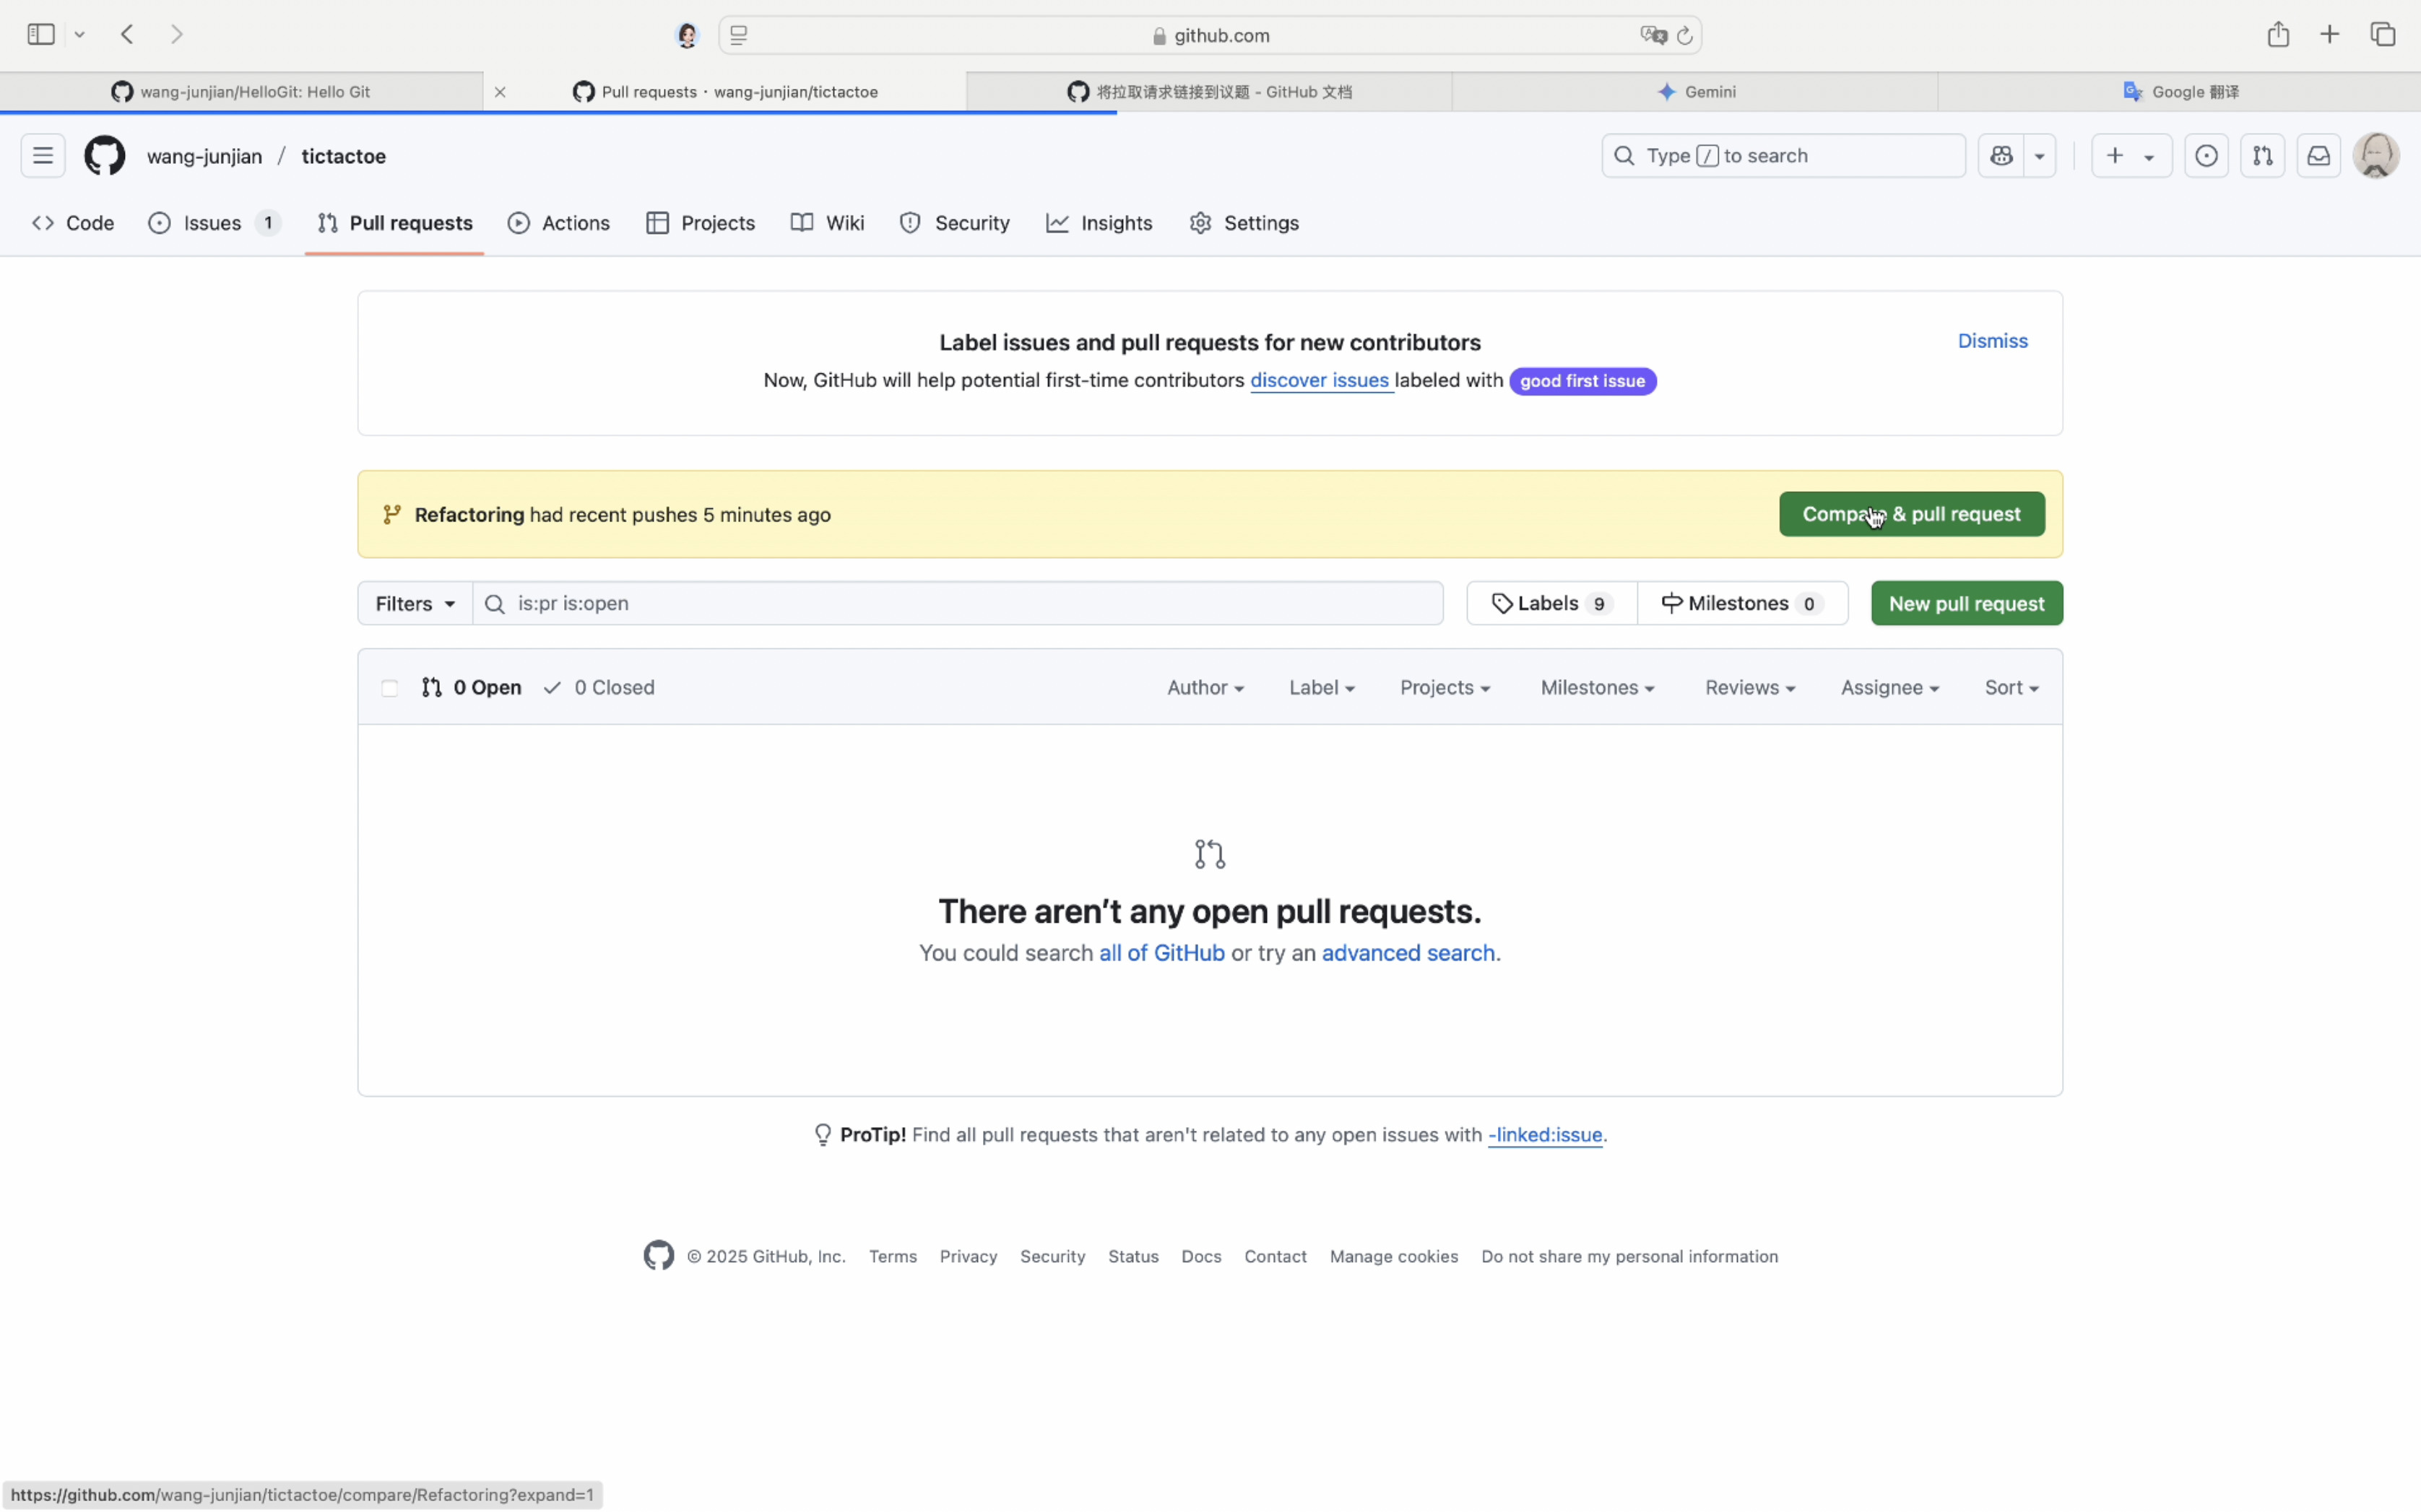 github.com
wang-junjian/HelloGit: Hello Git
Pull requests · wang-junjian/tictactoe
将拉取请求链接到议题 - GitHub 文档
Gemini
Google 翻译
wang-junjian / tictactoe
Type / to search
Code
Issues 1
Pull requests
Actions
Projects
Wiki
Security
Insights
Settings
Label issues and pull requests for new contributors
Dismiss
Now, GitHub will help potential first-time contributors discover issues labeled with good first issue
Refactoring had recent pushes 5 minutes ago
Compare & pull request
Filters
is:pr is:open
Labels 9
Milestones 0
New pull request
0 Open
0 Closed
Author
Label
Projects
Milestones
Reviews
Assignee
Sort
There aren't any open pull requests.
You could search all of GitHub or try an advanced search.
ProTip! Find all pull requests that aren't related to any open issues with -linked:issue.
© 2025 GitHub, Inc.
Terms
Privacy
Security
Status
Docs
Contact
Manage cookies
Do not share my personal information
https://github.com/wang-junjian/tictactoe/compare/Refactoring?expand=1